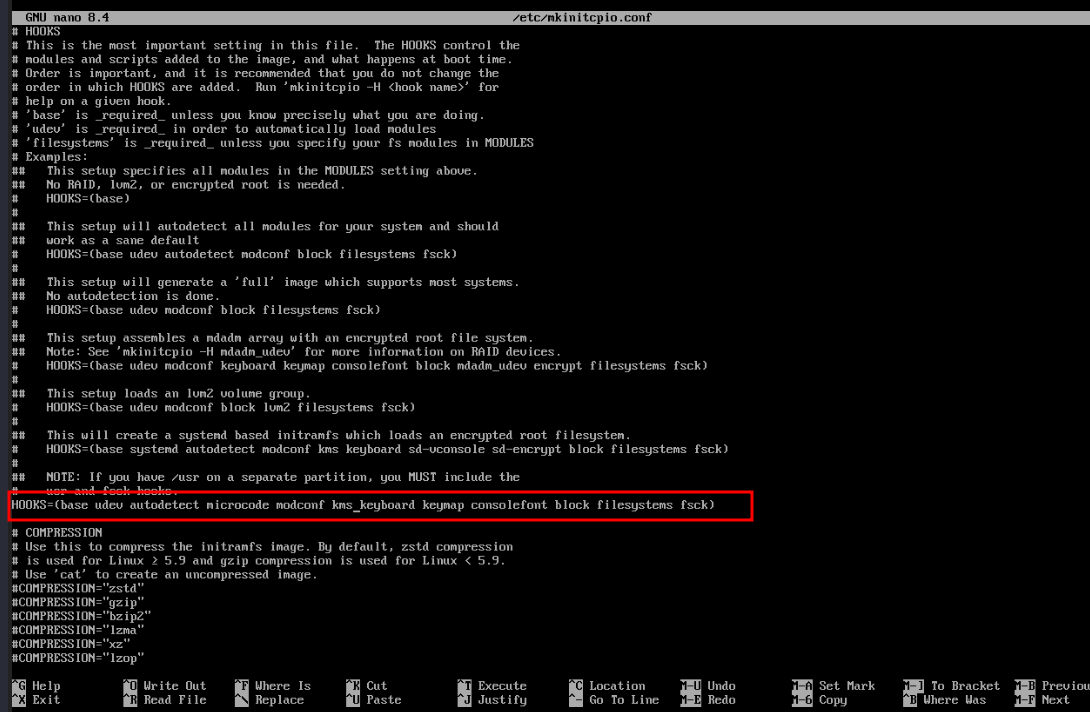 GNU nano 8.4 /etc/mkinitcpio.conf
# HOOKS
# This is the most important setting in this file.  The HOOKS control the
# modules and scripts added to the image, and what happens at boot time.
# Order is important, and it is recommended that you do not change the
# order in which HOOKS are added.  Run 'mkinitcpio -H <hook name>' for
# help on a given hook.
# 'base' is _required_ unless you know precisely what you are doing.
# 'udev' is _required_ in order to automatically load modules
# 'filesystems' is _required_ unless you specify your fs modules in MODULES
# Examples:
##   This setup specifies all modules in the MODULES setting above.
##   No RAID, lvm2, or encrypted root is needed.
#    HOOKS=(base)
#
##   This setup will autodetect all modules for your system and should
##   work as a sane default
#    HOOKS=(base udev autodetect modconf block filesystems fsck)
#
##   This setup will generate a 'full' image which supports most systems.
##   No autodetection is done.
#    HOOKS=(base udev modconf block filesystems fsck)
#
##   This setup assembles a mdadm array with an encrypted root file system.
##   Note: See 'mkinitcpio -H mdadm_udev' for more information on RAID devices.
#    HOOKS=(base udev modconf keyboard keymap consolefont block mdadm_udev encrypt filesystems fsck)
#
##   This setup loads an lvm2 volume group.
#    HOOKS=(base udev modconf block lvm2 filesystems fsck)
#
##   This will create a systemd based initramfs which loads an encrypted root filesystem.
#    HOOKS=(base systemd autodetect modconf kms keyboard sd-vconsole sd-encrypt block filesystems fsck)
#
##   NOTE: If you have /usr on a separate partition, you MUST include the
#    usr and fsck hooks.
HOOKS=(base udev autodetect microcode modconf kms_keyboard keymap consolefont block filesystems fsck)
# COMPRESSION
# Use this to compress the initramfs image. By default, zstd compression
# is used for Linux ≥ 5.9 and gzip compression is used for Linux < 5.9.
# Use 'cat' to create an uncompressed image.
#COMPRESSION="zstd"
#COMPRESSION="gzip"
#COMPRESSION="bzip2"
#COMPRESSION="lzma"
#COMPRESSION="xz"
#COMPRESSION="lzop"
^G Help ^O Write Out ^F Where Is ^K Cut ^T Execute ^C Location M-U Undo M-A Set Mark M-] To Bracket M-B Previou
^X Exit ^R Read File ^\ Replace ^U Paste ^J Justify ^- Go To Line M-E Redo M-6 Copy ^B Where Was M-F Next